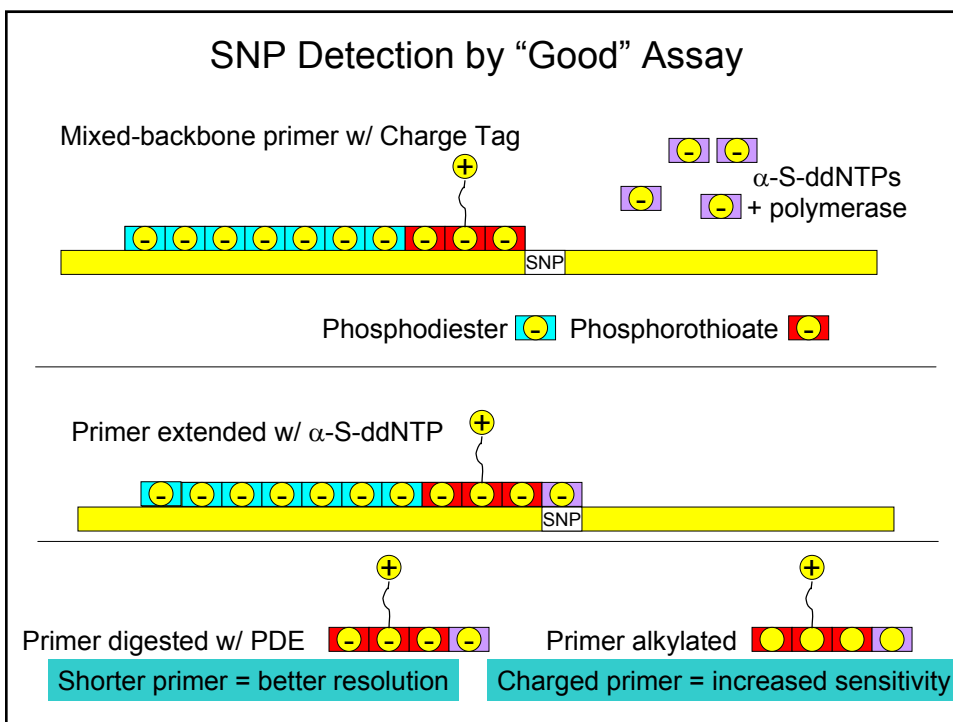 SNP Detection by “Good” Assay
Mixed-backbone primer w/ Charge Tag
+
- -
- -
α-S-ddNTPs
+ polymerase
- - - - - - - - - -
SNP
Phosphodiester - Phosphorothioate -
+
Primer extended w/ α-S-ddNTP
- - - - - - - - - - -
SNP
+ +
Primer digested w/ PDE - - - - Primer alkylated
Shorter primer = better resolution Charged primer = increased sensitivity